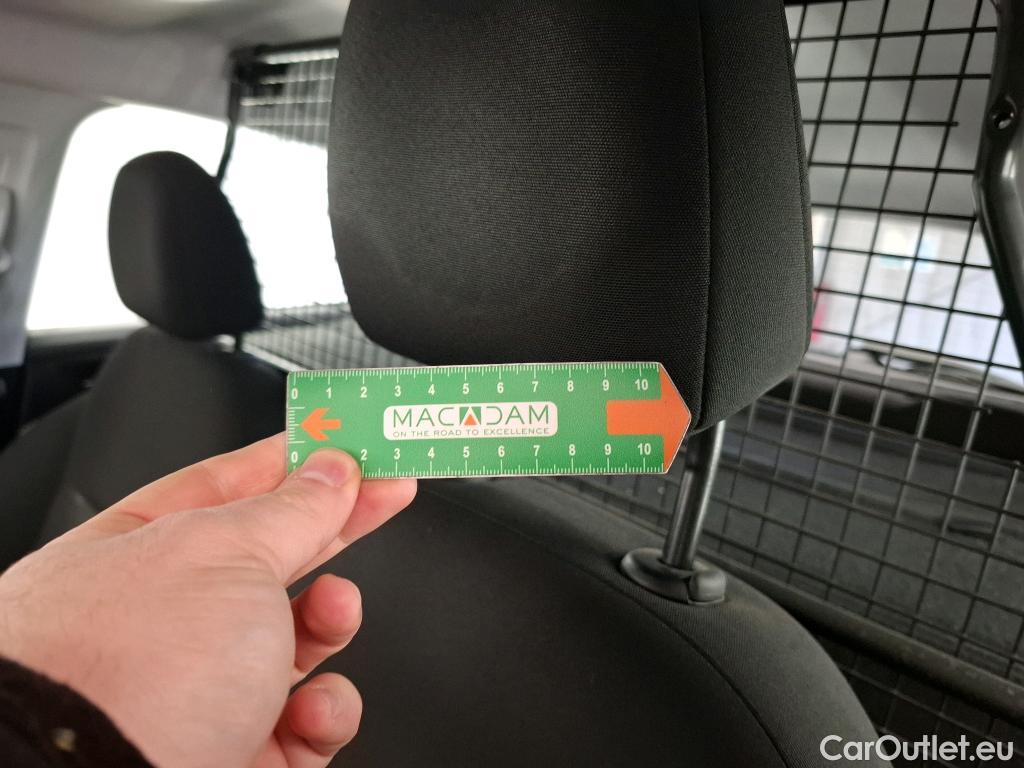 0 1 2 3 4 5 6 7 8 9 10
MACADAM
ON THE ROAD TO EXCELLENCE
0 2 3 4 5 6 7 8 9 10
CarOutlet.eu